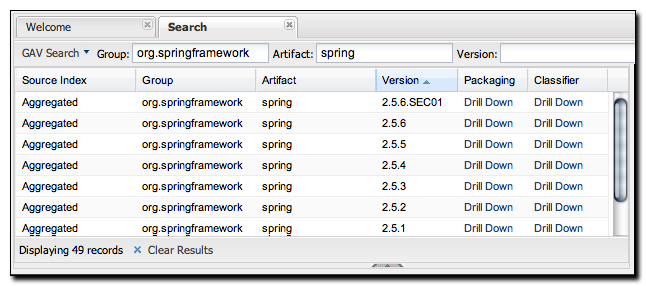 Welcome Search
GAV Search Group: org.springframework Artifact: spring Version:
Source Index Group Artifact Version Packaging Classifier
Aggregated org.springframework spring 2.5.6.SEC01 Drill Down Drill Down
Aggregated org.springframework spring 2.5.6 Drill Down Drill Down
Aggregated org.springframework spring 2.5.5 Drill Down Drill Down
Aggregated org.springframework spring 2.5.4 Drill Down Drill Down
Aggregated org.springframework spring 2.5.3 Drill Down Drill Down
Aggregated org.springframework spring 2.5.2 Drill Down Drill Down
Aggregated org.springframework spring 2.5.1 Drill Down Drill Down
Displaying 49 records Clear Results